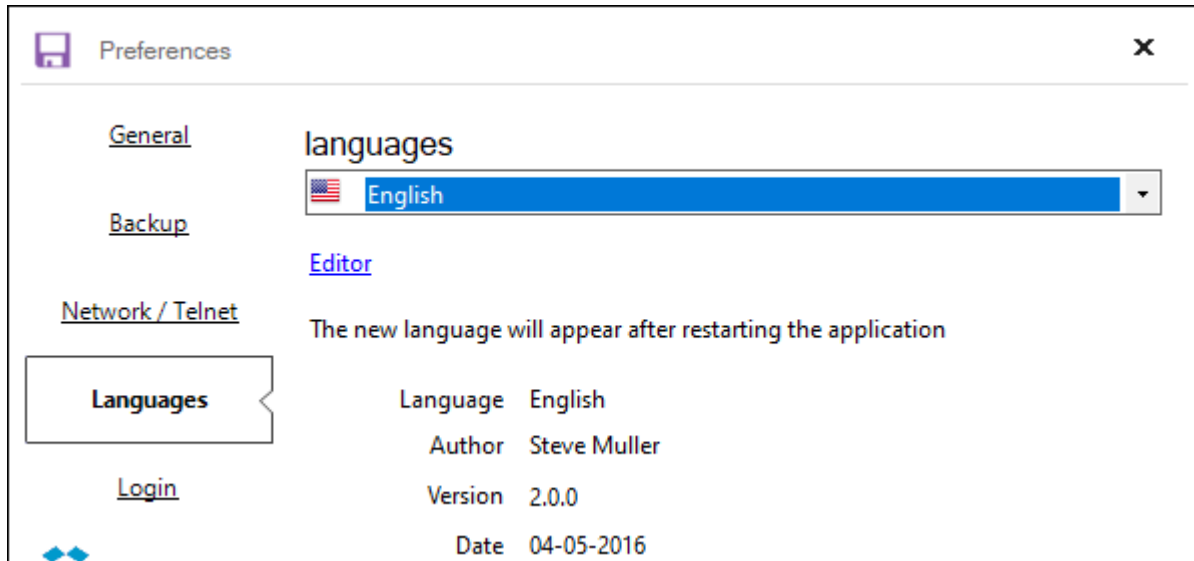 Preferences
General
Backup
Network / Telnet
Languages
Login
languages
English
Editor
The new language will appear after restarting the application
Language English
Author Steve Muller
Version 2.0.0
Date 04-05-2016